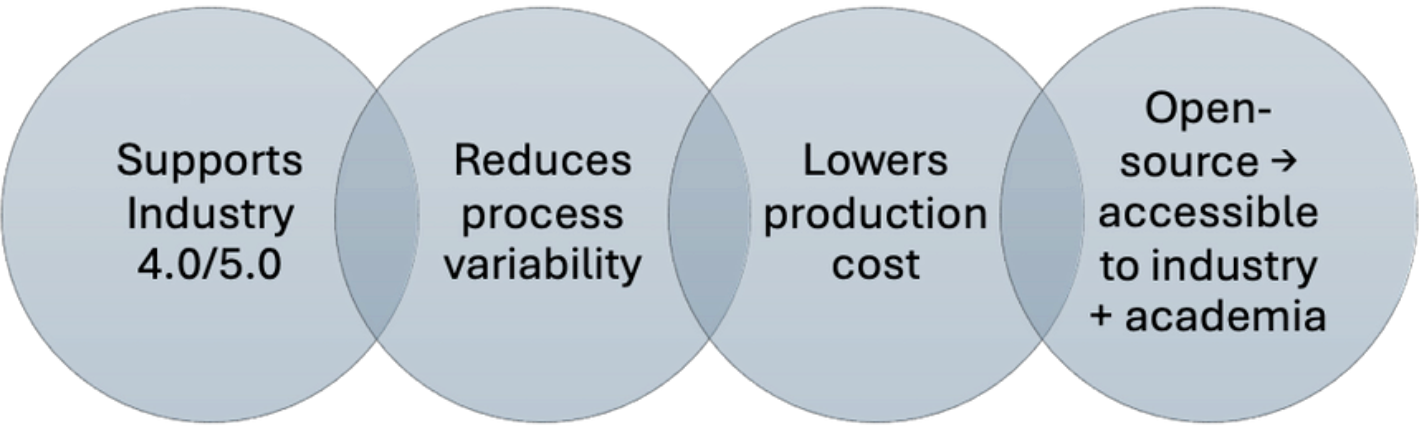 Supports
Industry
4.0/5.0
Reduces
process
variability
Lowers
production
cost
Open-
source →
accessible
to industry
+ academia